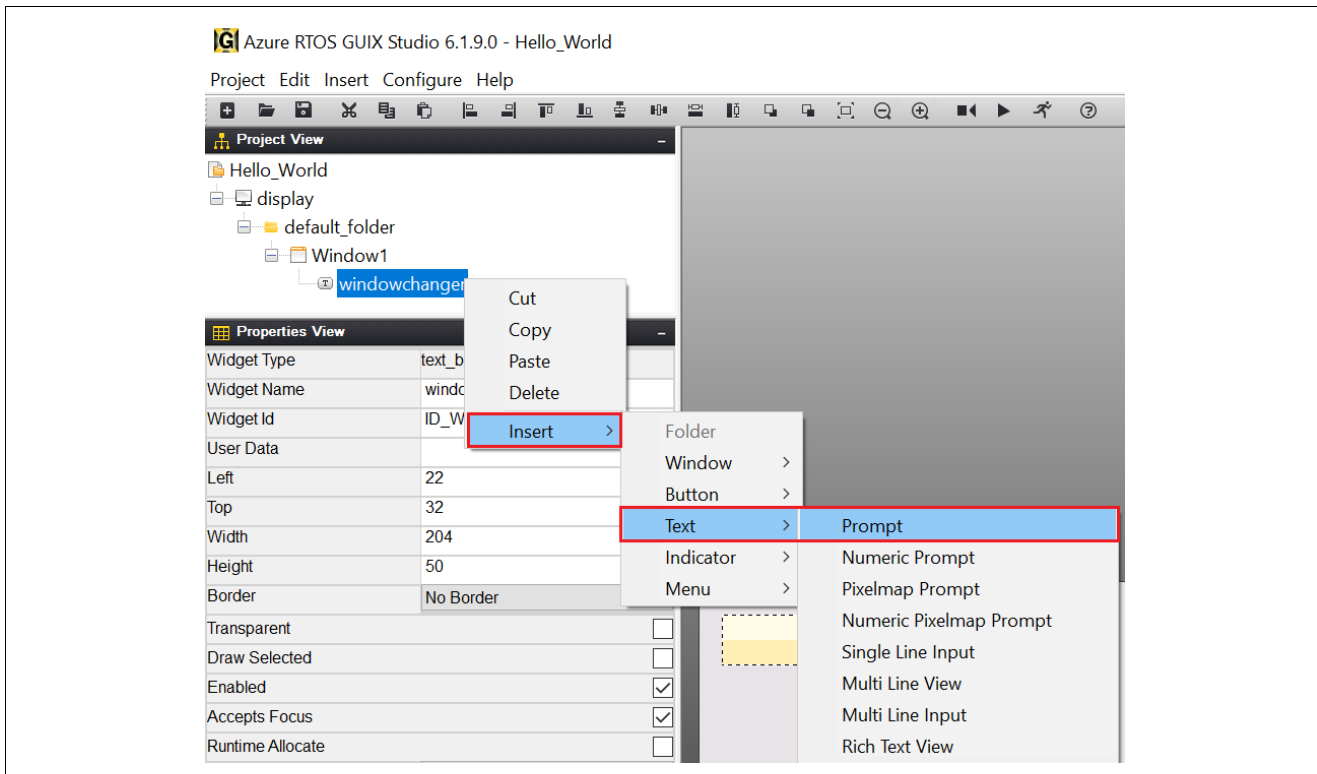 Azure RTOS GUIX Studio 6.1.9.0 - Hello_World
Project Edit Insert Configure Help
Project View
Hello_World
display
default_folder
Window1
windowchanger
Cut
Copy
Paste
Delete
Insert
Properties View
Widget Type text_b
Widget Name windo
Widget Id ID_W
User Data
Left 22
Top 32
Width 204
Height 50
Border No Border
Transparent
Draw Selected
Enabled
Accepts Focus
Runtime Allocate
Folder
Window
Button
Text
Indicator
Menu
Prompt
Numeric Prompt
Pixelmap Prompt
Numeric Pixelmap Prompt
Single Line Input
Multi Line View
Multi Line Input
Rich Text View